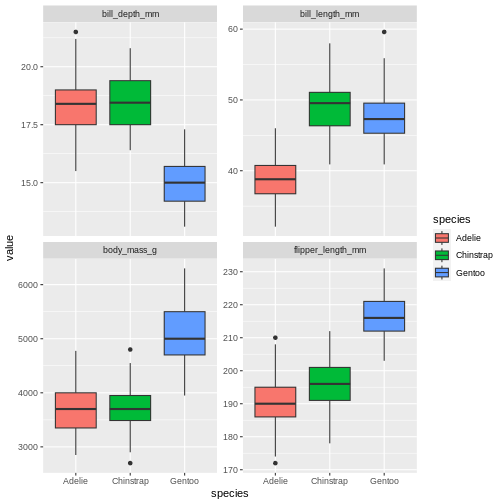 bill_depth_mm
bill_length_mm
20.0
17.5
15.0
60
50
40
value
species
Adelie
Chinstrap
Gentoo
body_mass_g
flipper_length_mm
6000
5000
4000
3000
230
220
210
200
190
180
170
Adelie Chinstrap Gentoo
Adelie Chinstrap Gentoo
species